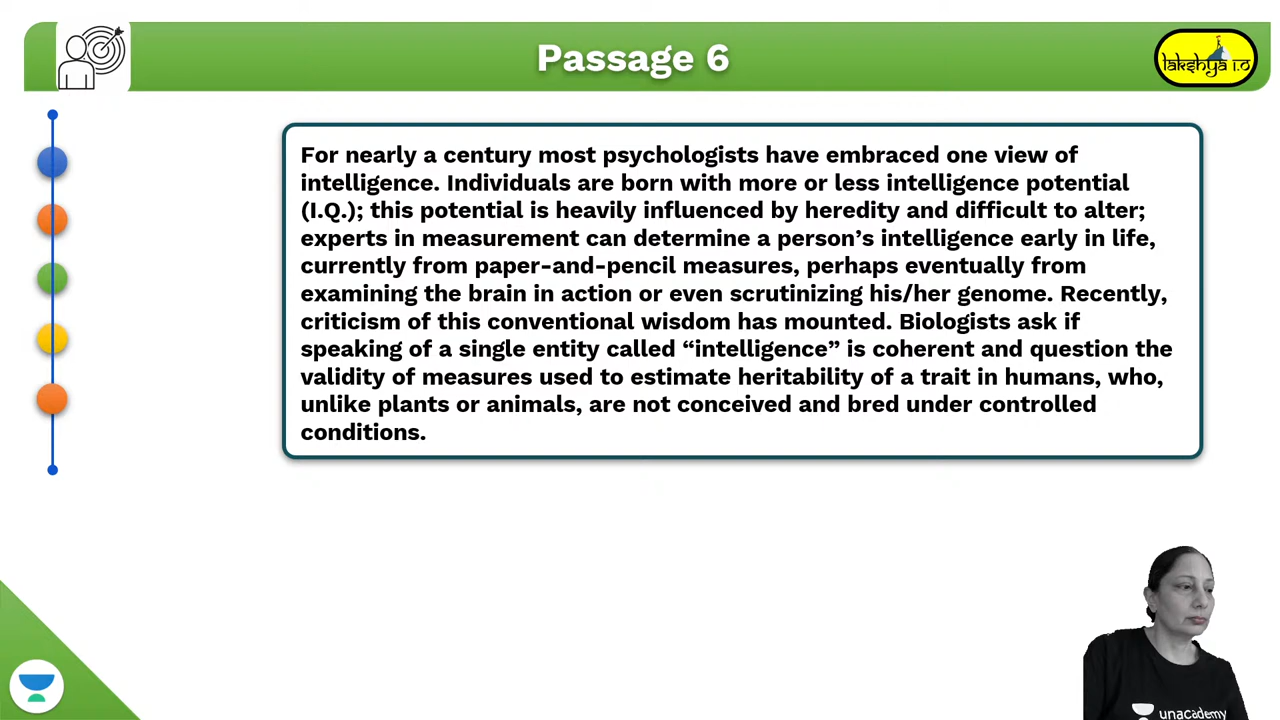 Passage 6
lakshya 1.0
For nearly a century most psychologists have embraced one view of
intelligence. Individuals are born with more or less intelligence potential
(I.Q.); this potential is heavily influenced by heredity and difficult to alter;
experts in measurement can determine a person’s intelligence early in life,
currently from paper-and-pencil measures, perhaps eventually from
examining the brain in action or even scrutinizing his/her genome. Recently,
criticism of this conventional wisdom has mounted. Biologists ask if
speaking of a single entity called “intelligence” is coherent and question the
validity of measures used to estimate heritability of a trait in humans, who,
unlike plants or animals, are not conceived and bred under controlled
conditions.
unacademy